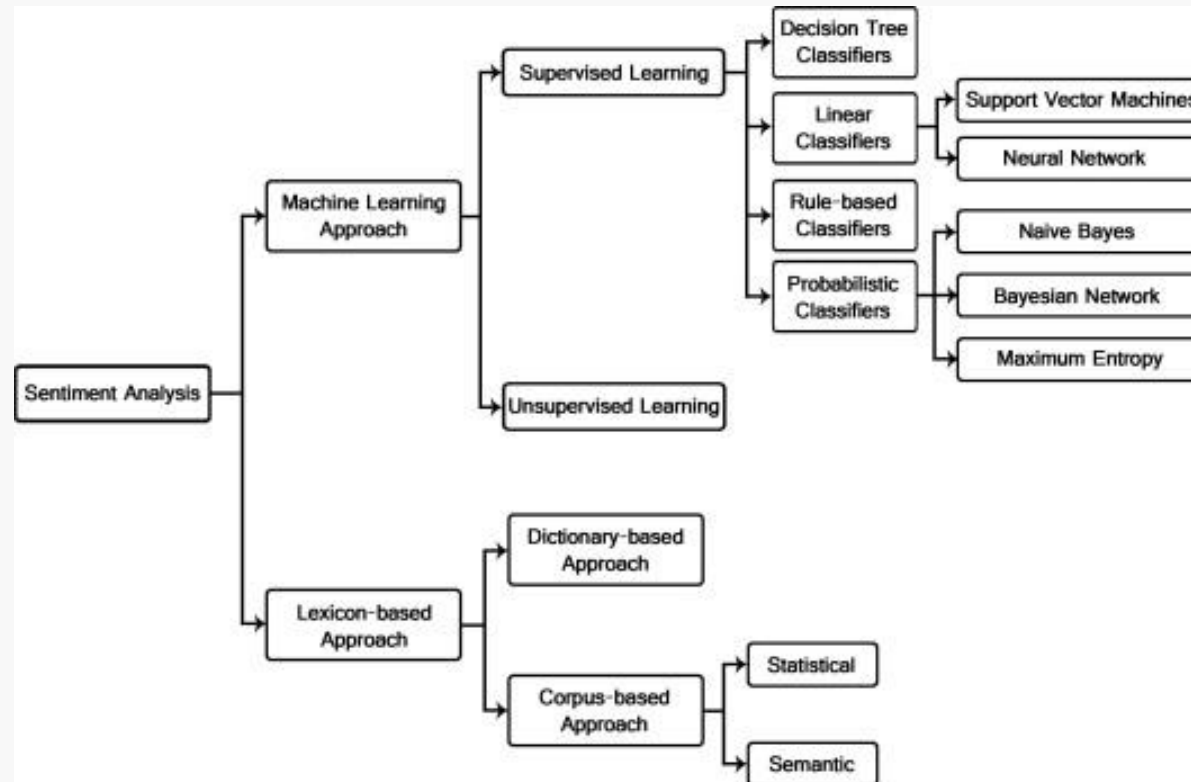 Decision Tree
Classifiers
Supervised Learning
Support Vector Machines
Linear
Classifiers
Neural Network
Machine Learning
Approach
Rule-based
Classifiers
Naive Bayes
Probabilistic
Classifiers
Bayesian Network
Maximum Entropy
Sentiment Analysis
Unsupervised Learning
Dictionary-based
Approach
Lexicon-based
Approach
Statistical
Corpus-based
Approach
Semantic